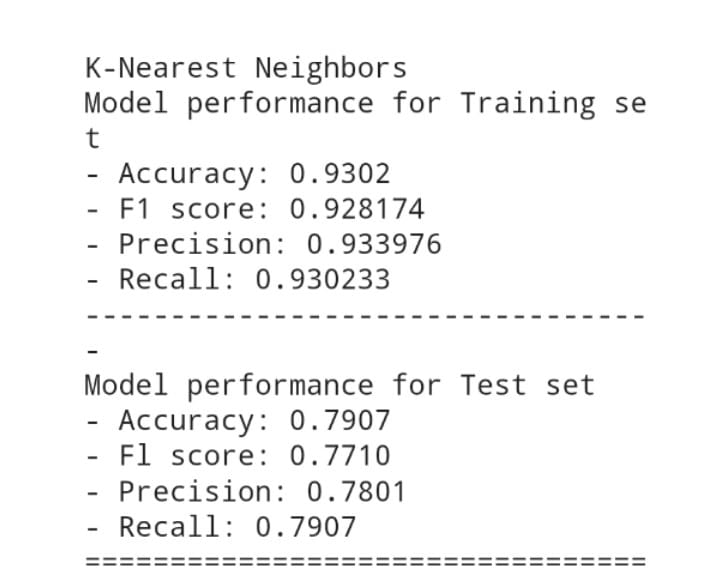 K-Nearest Neighbors
Model performance for Training se
t
- Accuracy: 0.9302
- F1 score: 0.928174
- Precision: 0.933976
- Recall: 0.930233
---------------------------------
-
Model performance for Test set
- Accuracy: 0.7907
- Fl score: 0.7710
- Precision: 0.7801
- Recall: 0.7907
=================================